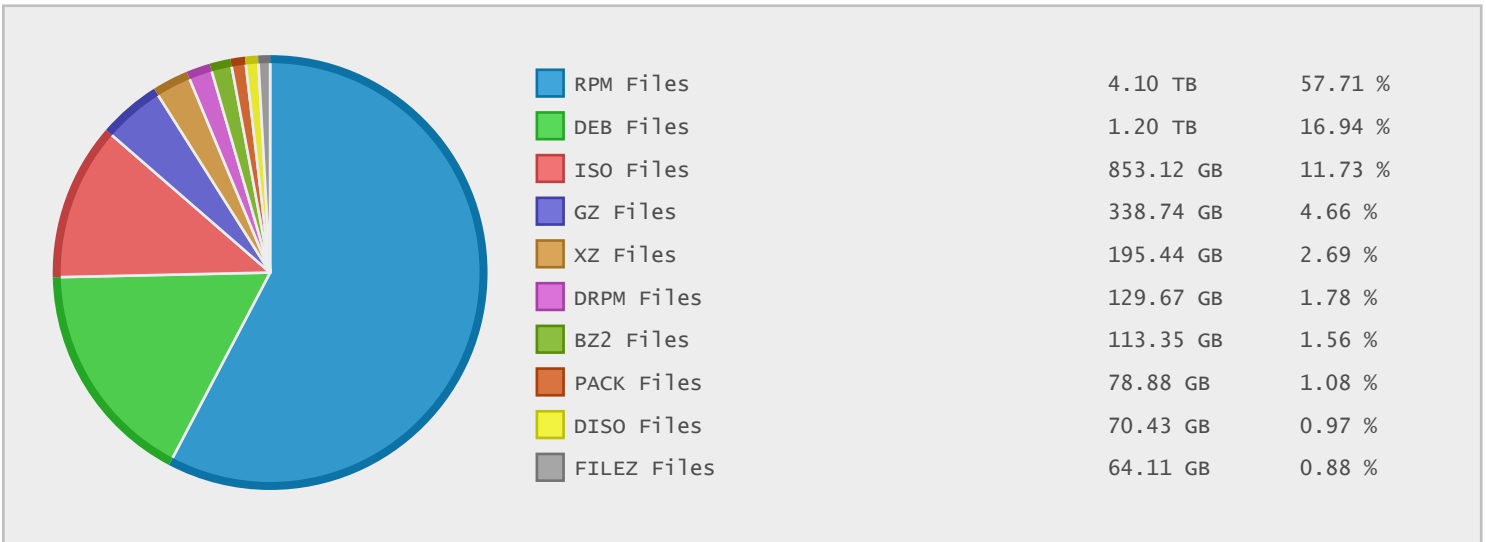 RPM Files 4.10 TB 57.71 %
DEB Files 1.20 TB 16.94 %
ISO Files 853.12 GB 11.73 %
GZ Files 338.74 GB 4.66 %
XZ Files 195.44 GB 2.69 %
DRPM Files 129.67 GB 1.78 %
BZ2 Files 113.35 GB 1.56 %
PACK Files 78.88 GB 1.08 %
DISO Files 70.43 GB 0.97 %
FILEZ Files 64.11 GB 0.88 %